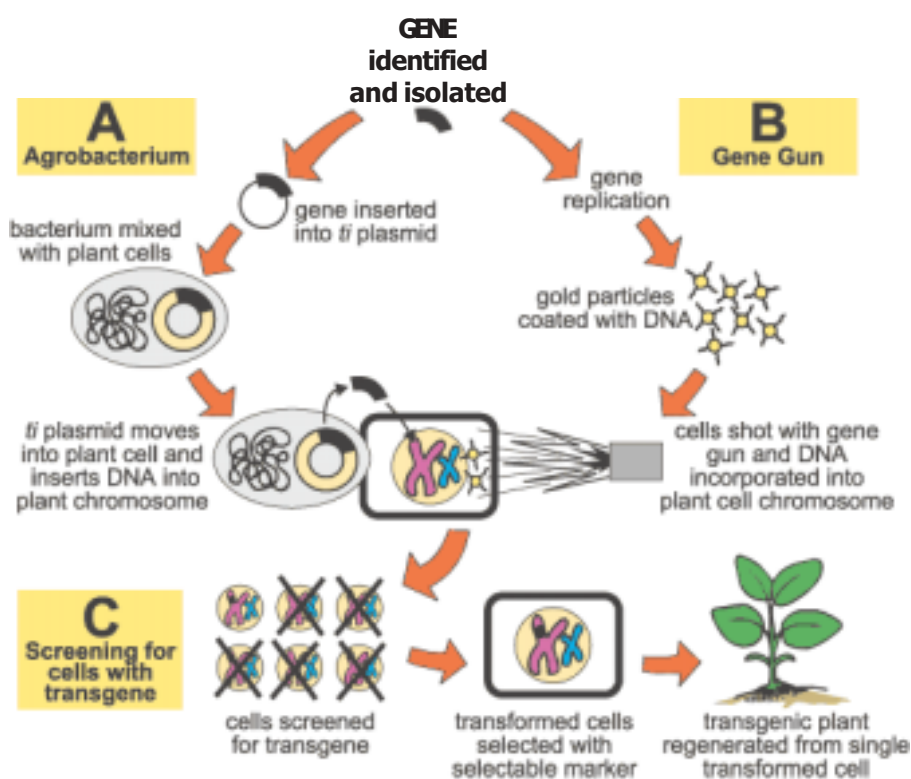 GENE
identified
and isolated
A
Agrobacterium
B
Gene Gun
gene inserted
into ti plasmid
gene
replication
bacterium mixed
with plant cells
gold particles
coated with DNA
ti plasmid moves
into plant cell and
inserts DNA into
plant chromosome
cells shot with gene
gun and DNA
incorporated into
plant cell chromosome
C
Screening for
cells with
transgene
cells screened
for transgene
transformed cells
selected with
selectable marker
transgenic plant
regenerated from single
transformed cell